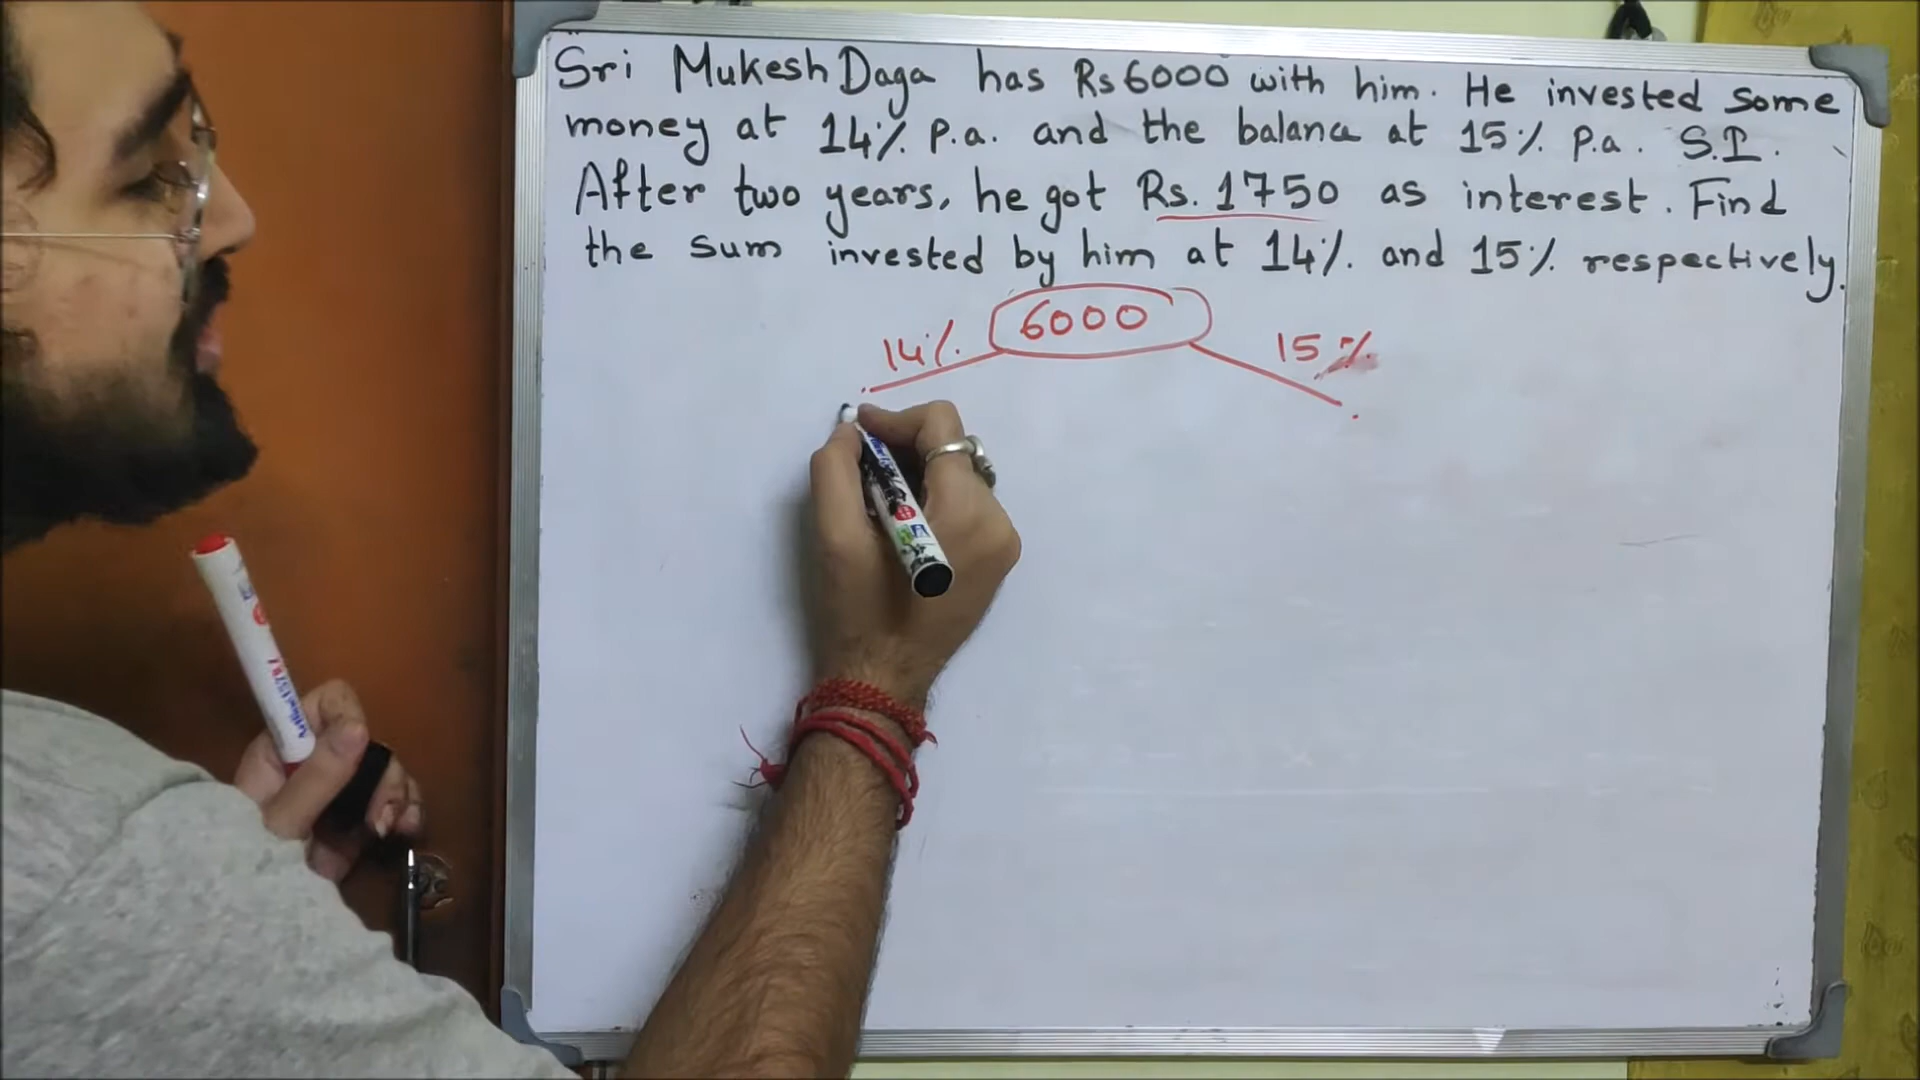 Sri Mukesh Daga has Rs 6000 with him. He invested some
money at 14% p.a. and the balance at 15% p.a. S.I.
After two years, he got Rs. 1750 as interest. Find
the sum invested by him at 14% and 15% respectively.
6000
14% 15%